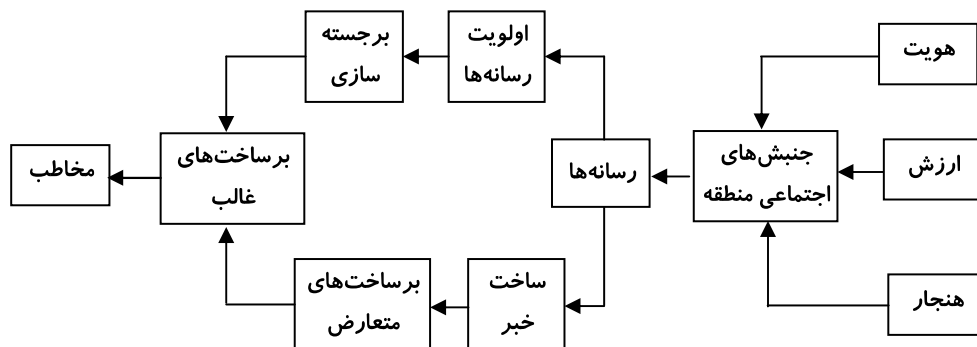 هویت
ارزش
هنجار
جنبش‌های
اجتماعی منطقه
رسانه‌ها
اولویت
رسانه‌ها
برجسته
سازی
ساخت
خبر
برساخت‌های
متعارض
برساخت‌های
غالب
مخاطب